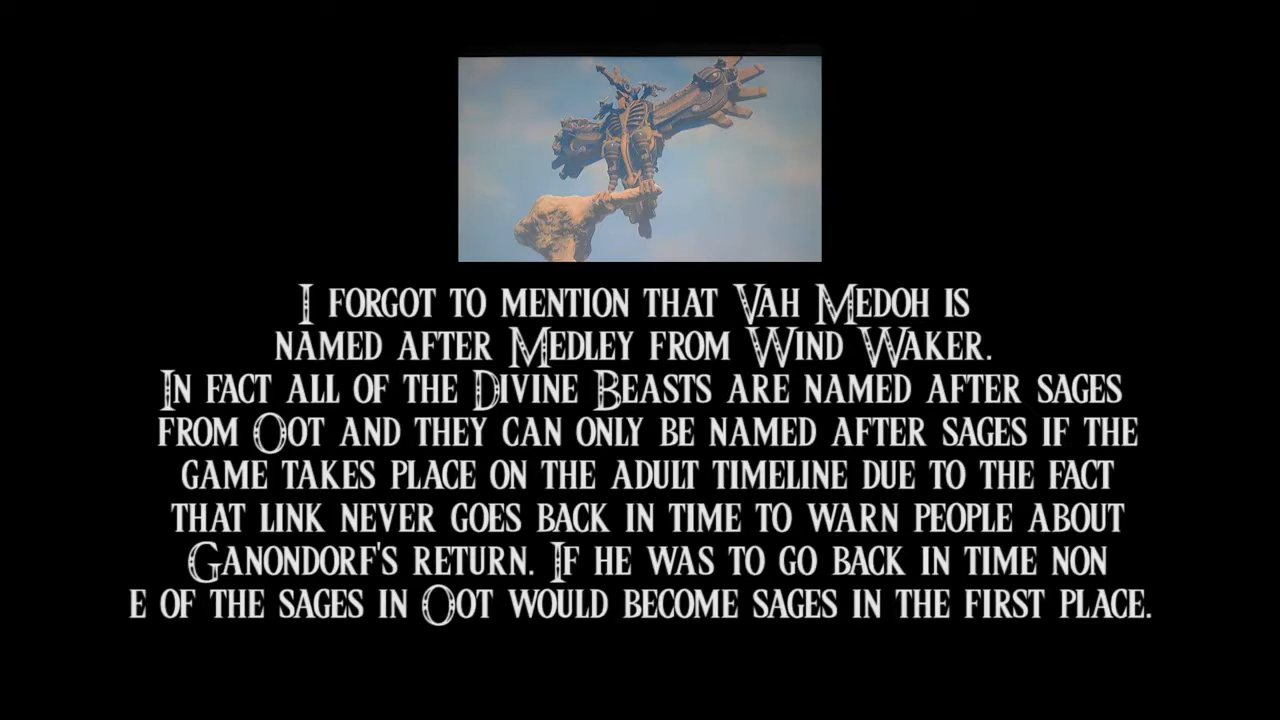 I forgot to mention that Vah Medoh is
named after Medley from Wind Waker.
In fact all of the Divine Beasts are named after sages
from Oot and they can only be named after sages if the
game takes place on the adult timeline due to the fact
that link never goes back in time to warn people about
Ganondorf's return. If he was to go back in time non
e of the sages in Oot would become sages in the first place.